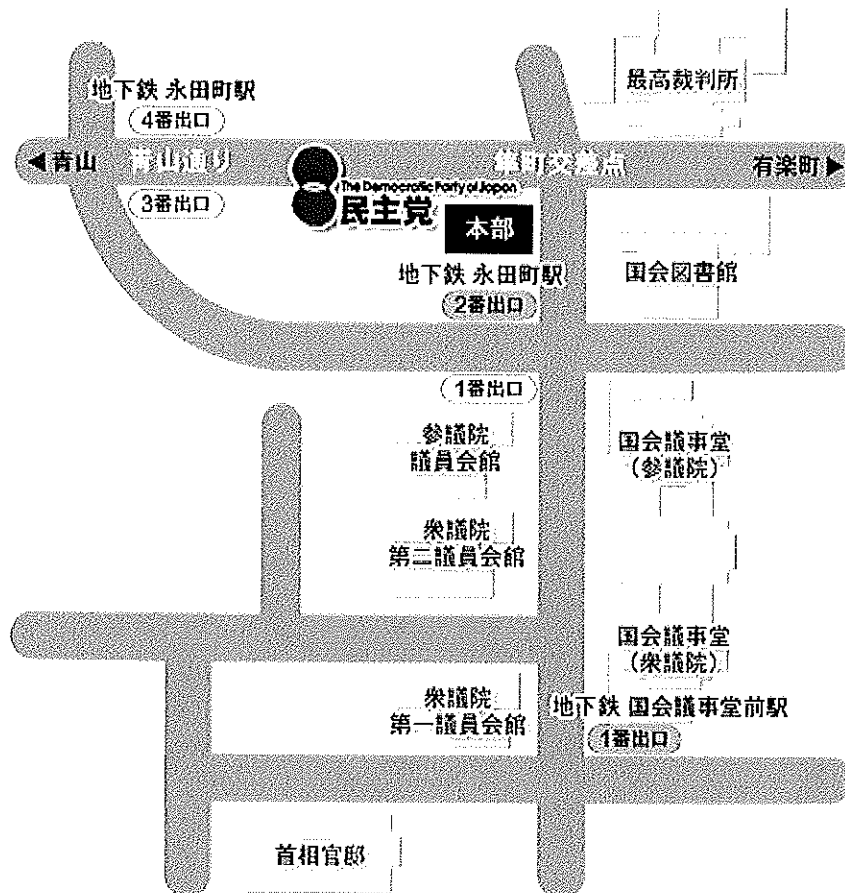 最高裁判所
地下鉄 永田町駅
4番出口
◀青山
青山通り
隼町交差点
有楽町▶
3番出口
The Democratic Party of Japan
民主党
本部
地下鉄 永田町駅
2番出口
国会図書館
1番出口
参議院
議員会館
国会議事堂
(参議院)
衆議院
第二議員会館
国会議事堂
(衆議院)
衆議院
第一議員会館
地下鉄 国会議事堂前駅
1番出口
首相官邸